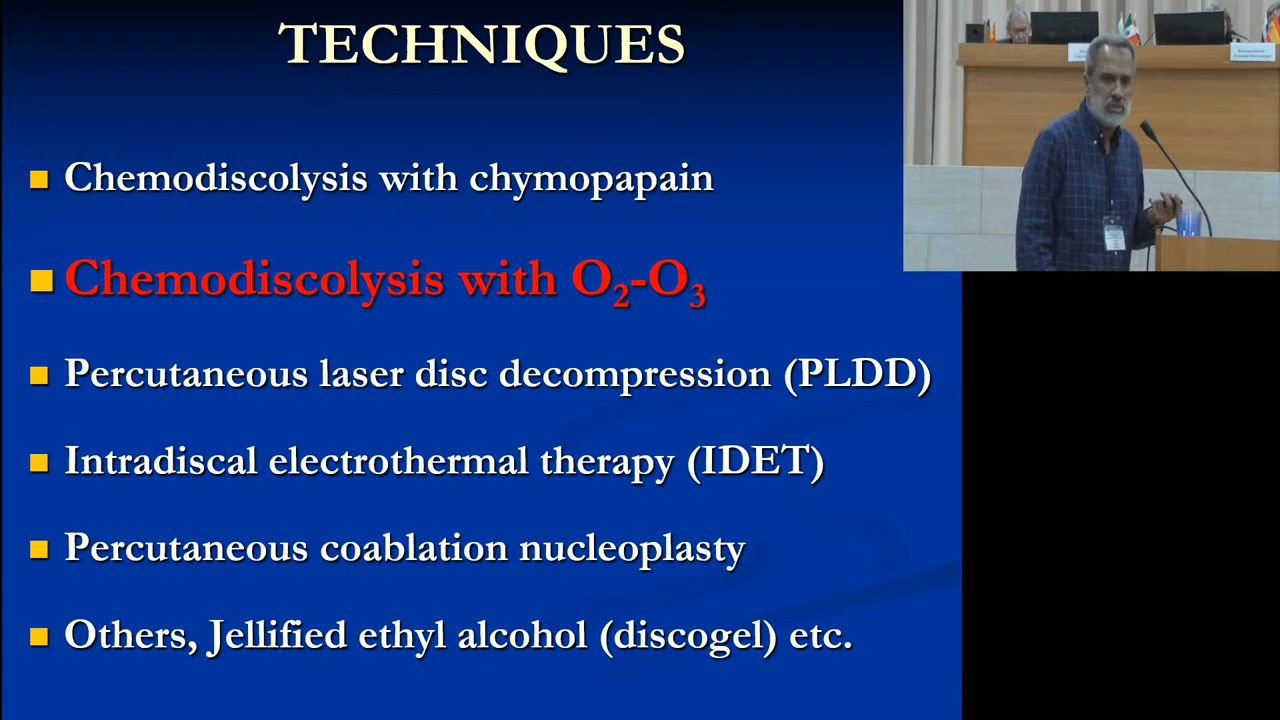 TECHNIQUES
Chemodiscolysis with chymopapain
Chemodiscolysis with O₂-O₃
Percutaneous laser disc decompression (PLDD)
Intradiscal electrothermal therapy (IDET)
Percutaneous coablation nucleoplasty
Others, Jellified ethyl alcohol (discogel) etc.